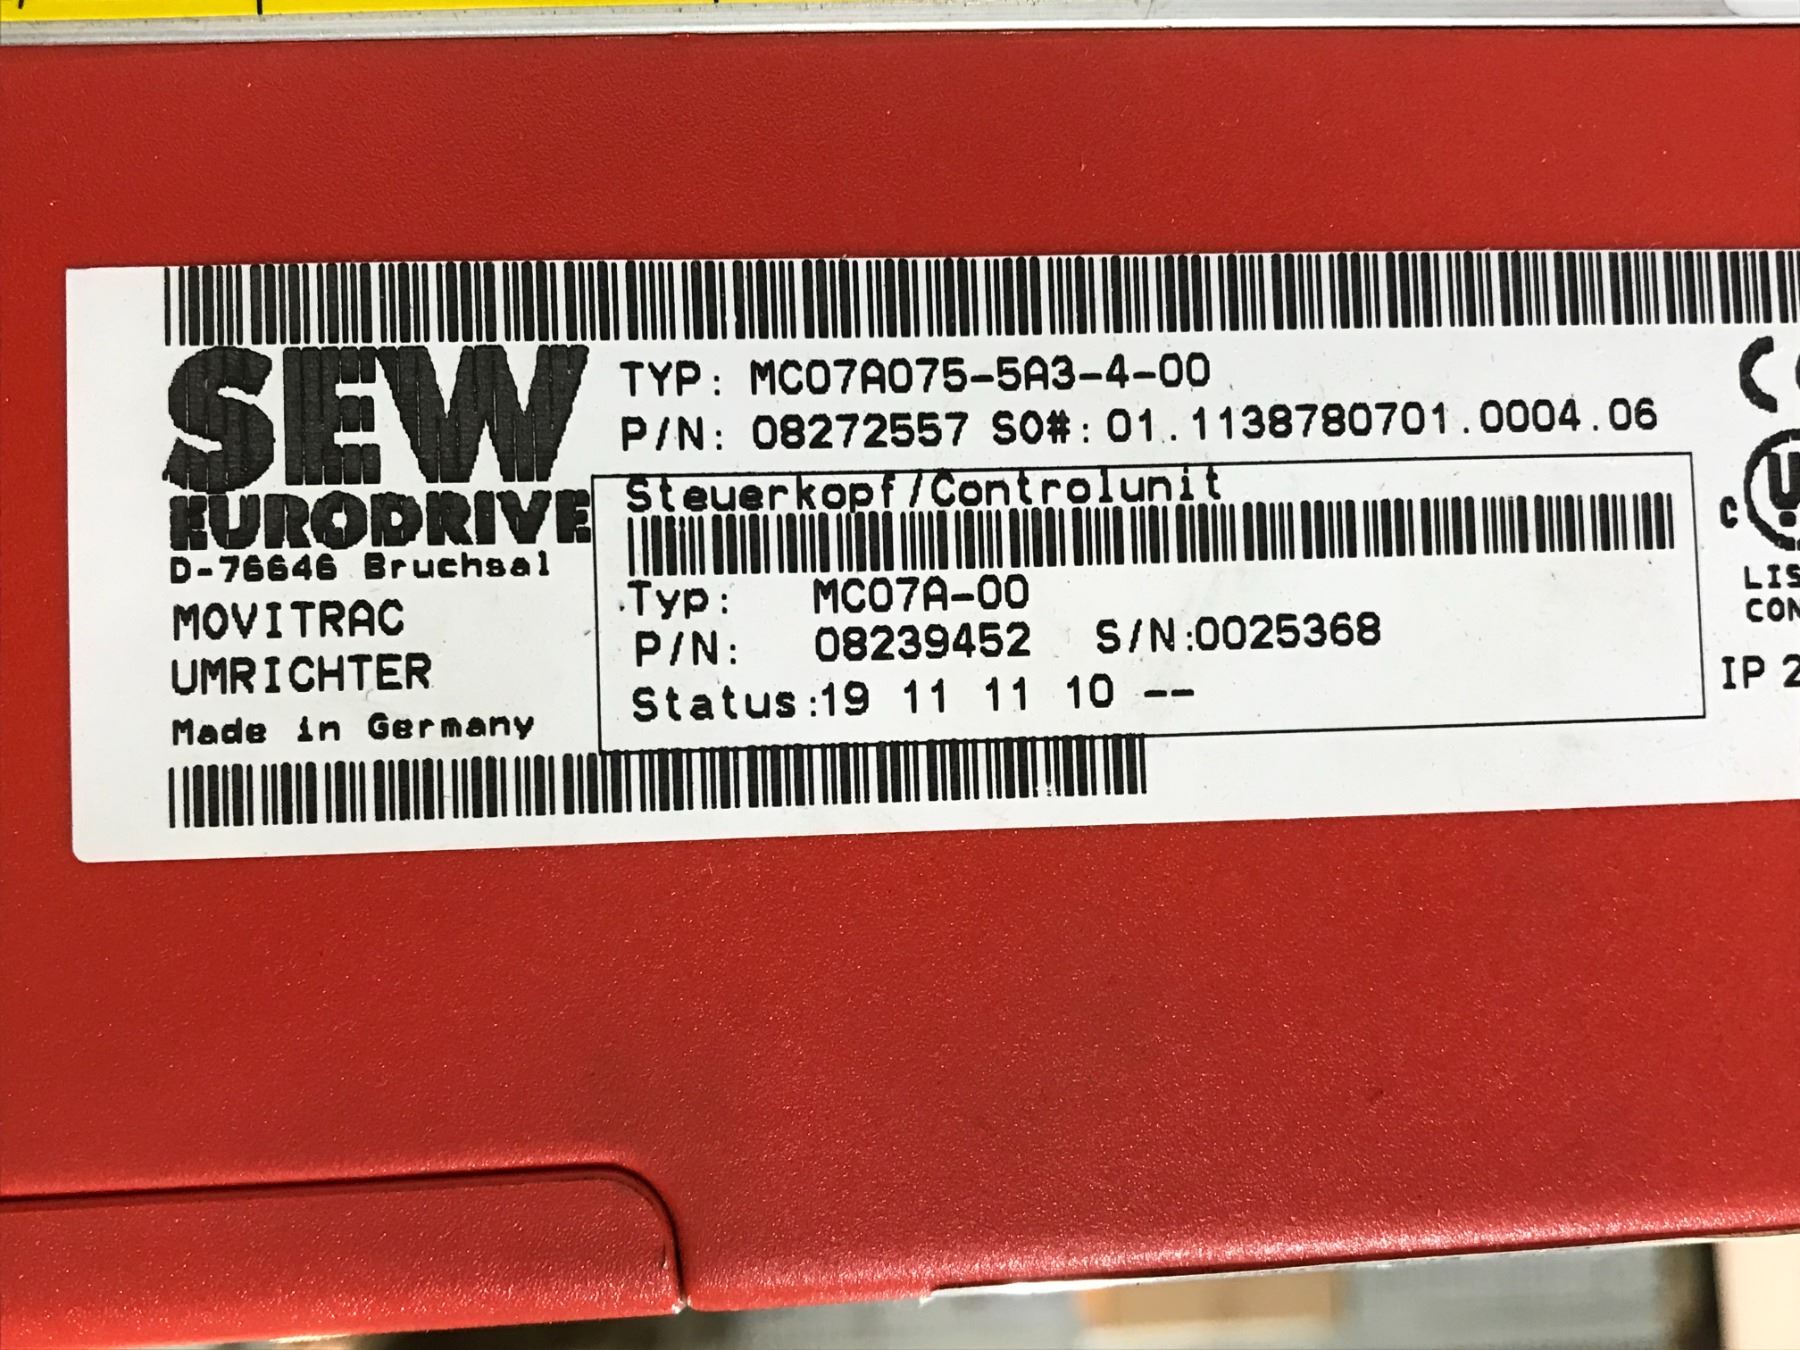 SEW
EURODRIVE
D-76646 Bruchsal
MOVITRAC
UMRICHTER
Made in Germany
TYP: MC07A075-5A3-4-00
P/N: 08272557 SO#: 01.1138780701.0004.06
Steuerkopf/Controlunit
Typ: MC07A-00
P/N: 08239452 S/N:0025368
Status:19 11 11 10 --
C
IP 2